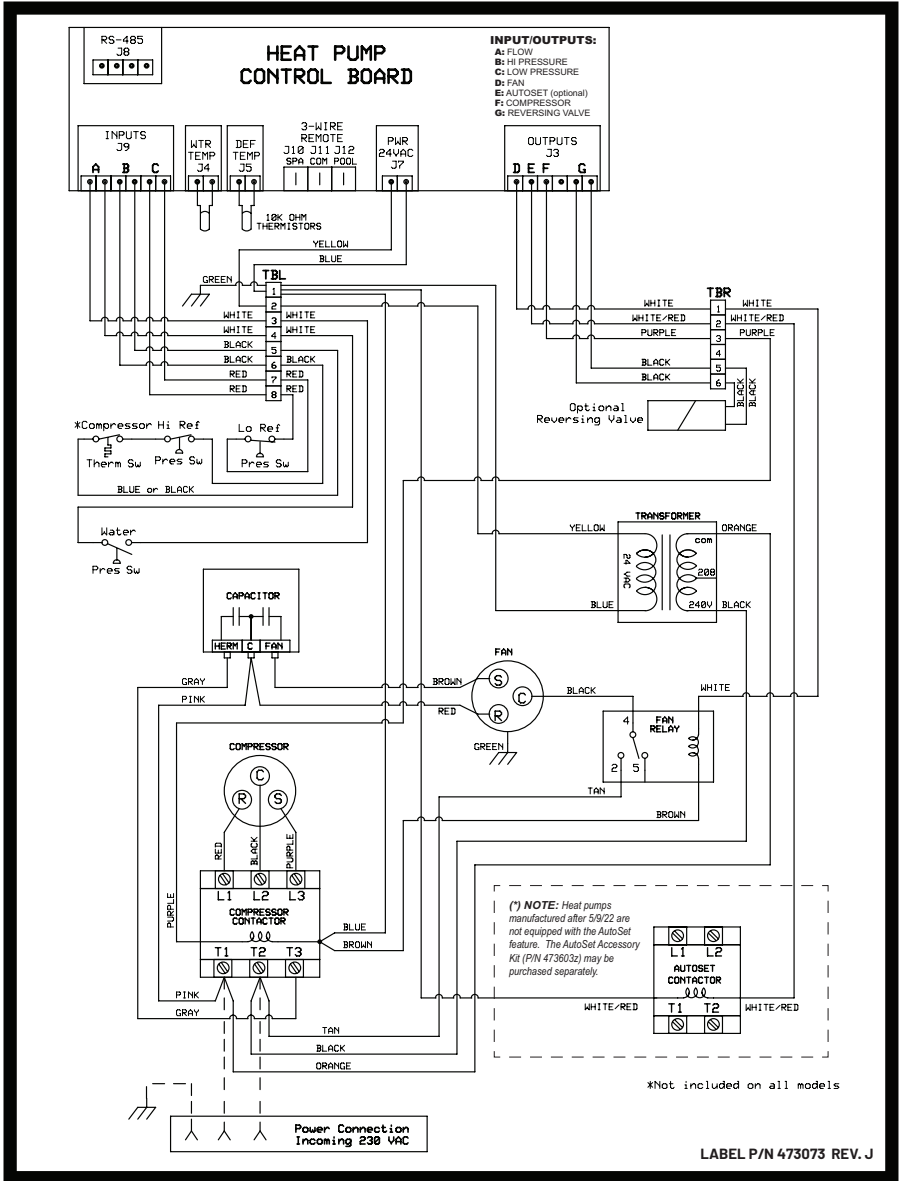 RS-485
J8
HEAT PUMP
CONTROL BOARD
INPUT/OUTPUTS:
A: FLOW
B: HI PRESSURE
C: LOW PRESSURE
D: FAN
E: AUTOSET (optional)
F: COMPRESSOR
G: REVERSING VALVE
INPUTS
J9
A B C
WTR
TEMP
J4
DEF
TEMP
J5
3-WIRE
REMOTE
J10 J11 J12
SPA COM POOL
PWR
24VAC
J7
OUTPUTS
J3
D E F G
10K OHM
THERMISTORS
YELLOW
BLUE
GREEN
TBL
1
2
WHITE 3 WHITE
WHITE 4 WHITE
BLACK 5
BLACK 6 BLACK
RED 7 RED
RED 8 RED
TBR
WHITE 1 WHITE
WHITE/RED 2 WHITE/RED
PURPLE 3 PURPLE
4
BLACK 5
BLACK 6
BLACK
BLACK
Optional
Reversing Valve
*Compressor Hi Ref
Therm Sw Pres Sw
Lo Ref
Pres Sw
BLUE or BLACK
Water
Pres Sw
TRANSFORMER
YELLOW
ORANGE
com
24 VAC
208
240V
BLUE
BLACK
CAPACITOR
HERM C FAN
GRAY
PINK
FAN
BROWN
S
C
R
RED
GREEN
BLACK
WHITE
4
FAN
RELAY
2 5
TAN
BROWN
COMPRESSOR
C
R S
RED
BLACK
PURPLE
PURPLE
L1 L2 L3
COMPRESSOR
CONTACTOR
T1 T2 T3
BLUE
BROWN
PINK
GRAY
TAN
BLACK
ORANGE
(*) NOTE: Heat pumps
manufactured after 5/9/22 are
not equipped with the AutoSet
feature. The AutoSet Accessory
Kit (P/N 473603z) may be
purchased separately.
L1 L2
AUTOSET
CONTACTOR
T1 T2
WHITE/RED
WHITE/RED
*Not included on all models
Power Connection
Incoming 230 VAC
LABEL P/N 473073 REV. J